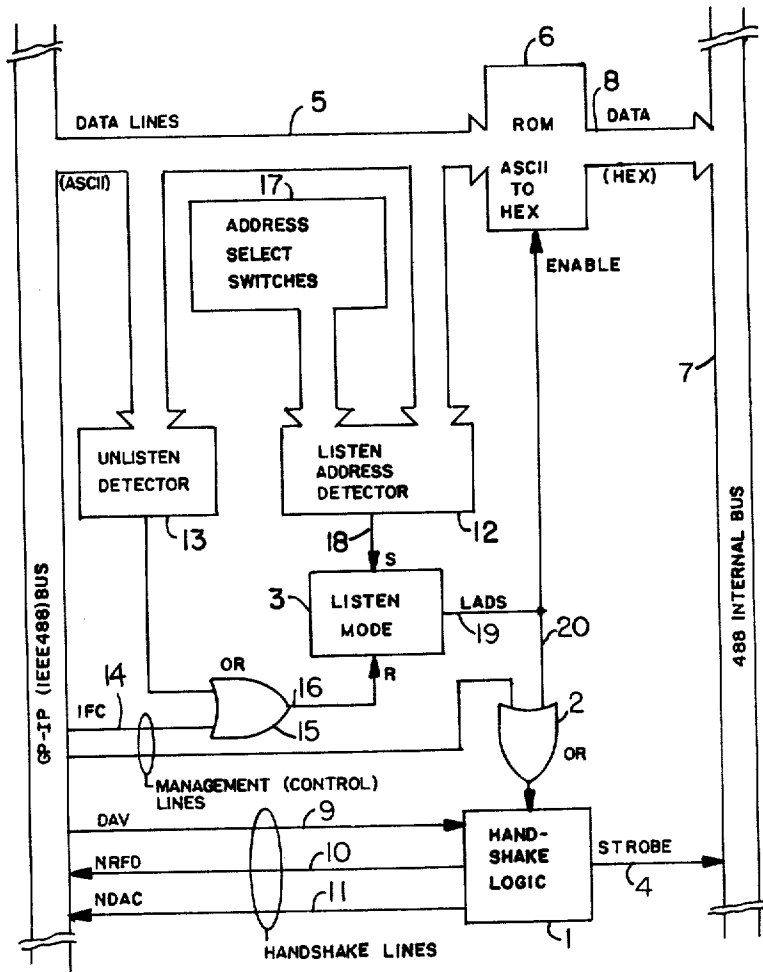 6
8
DATA LINES
5
ROM
DATA
(ASCII)
17
ASCII
TO
HEX
(HEX)
ADDRESS
SELECT
SWITCHES
ENABLE
7
UNLISTEN
DETECTOR
LISTEN
ADDRESS
DETECTOR
13
18
12
S
3
LISTEN
MODE
LADS
19
20
R
GP-IP (IEEE488) BUS
488 INTERNAL BUS
OR
16
2
14
IFC
15
OR
MANAGEMENT (CONTROL)
LINES
DAV
9
HAND-
SHAKE
LOGIC
STROBE
4
NRFD
10
NDAC
11
1
HANDSHAKE LINES